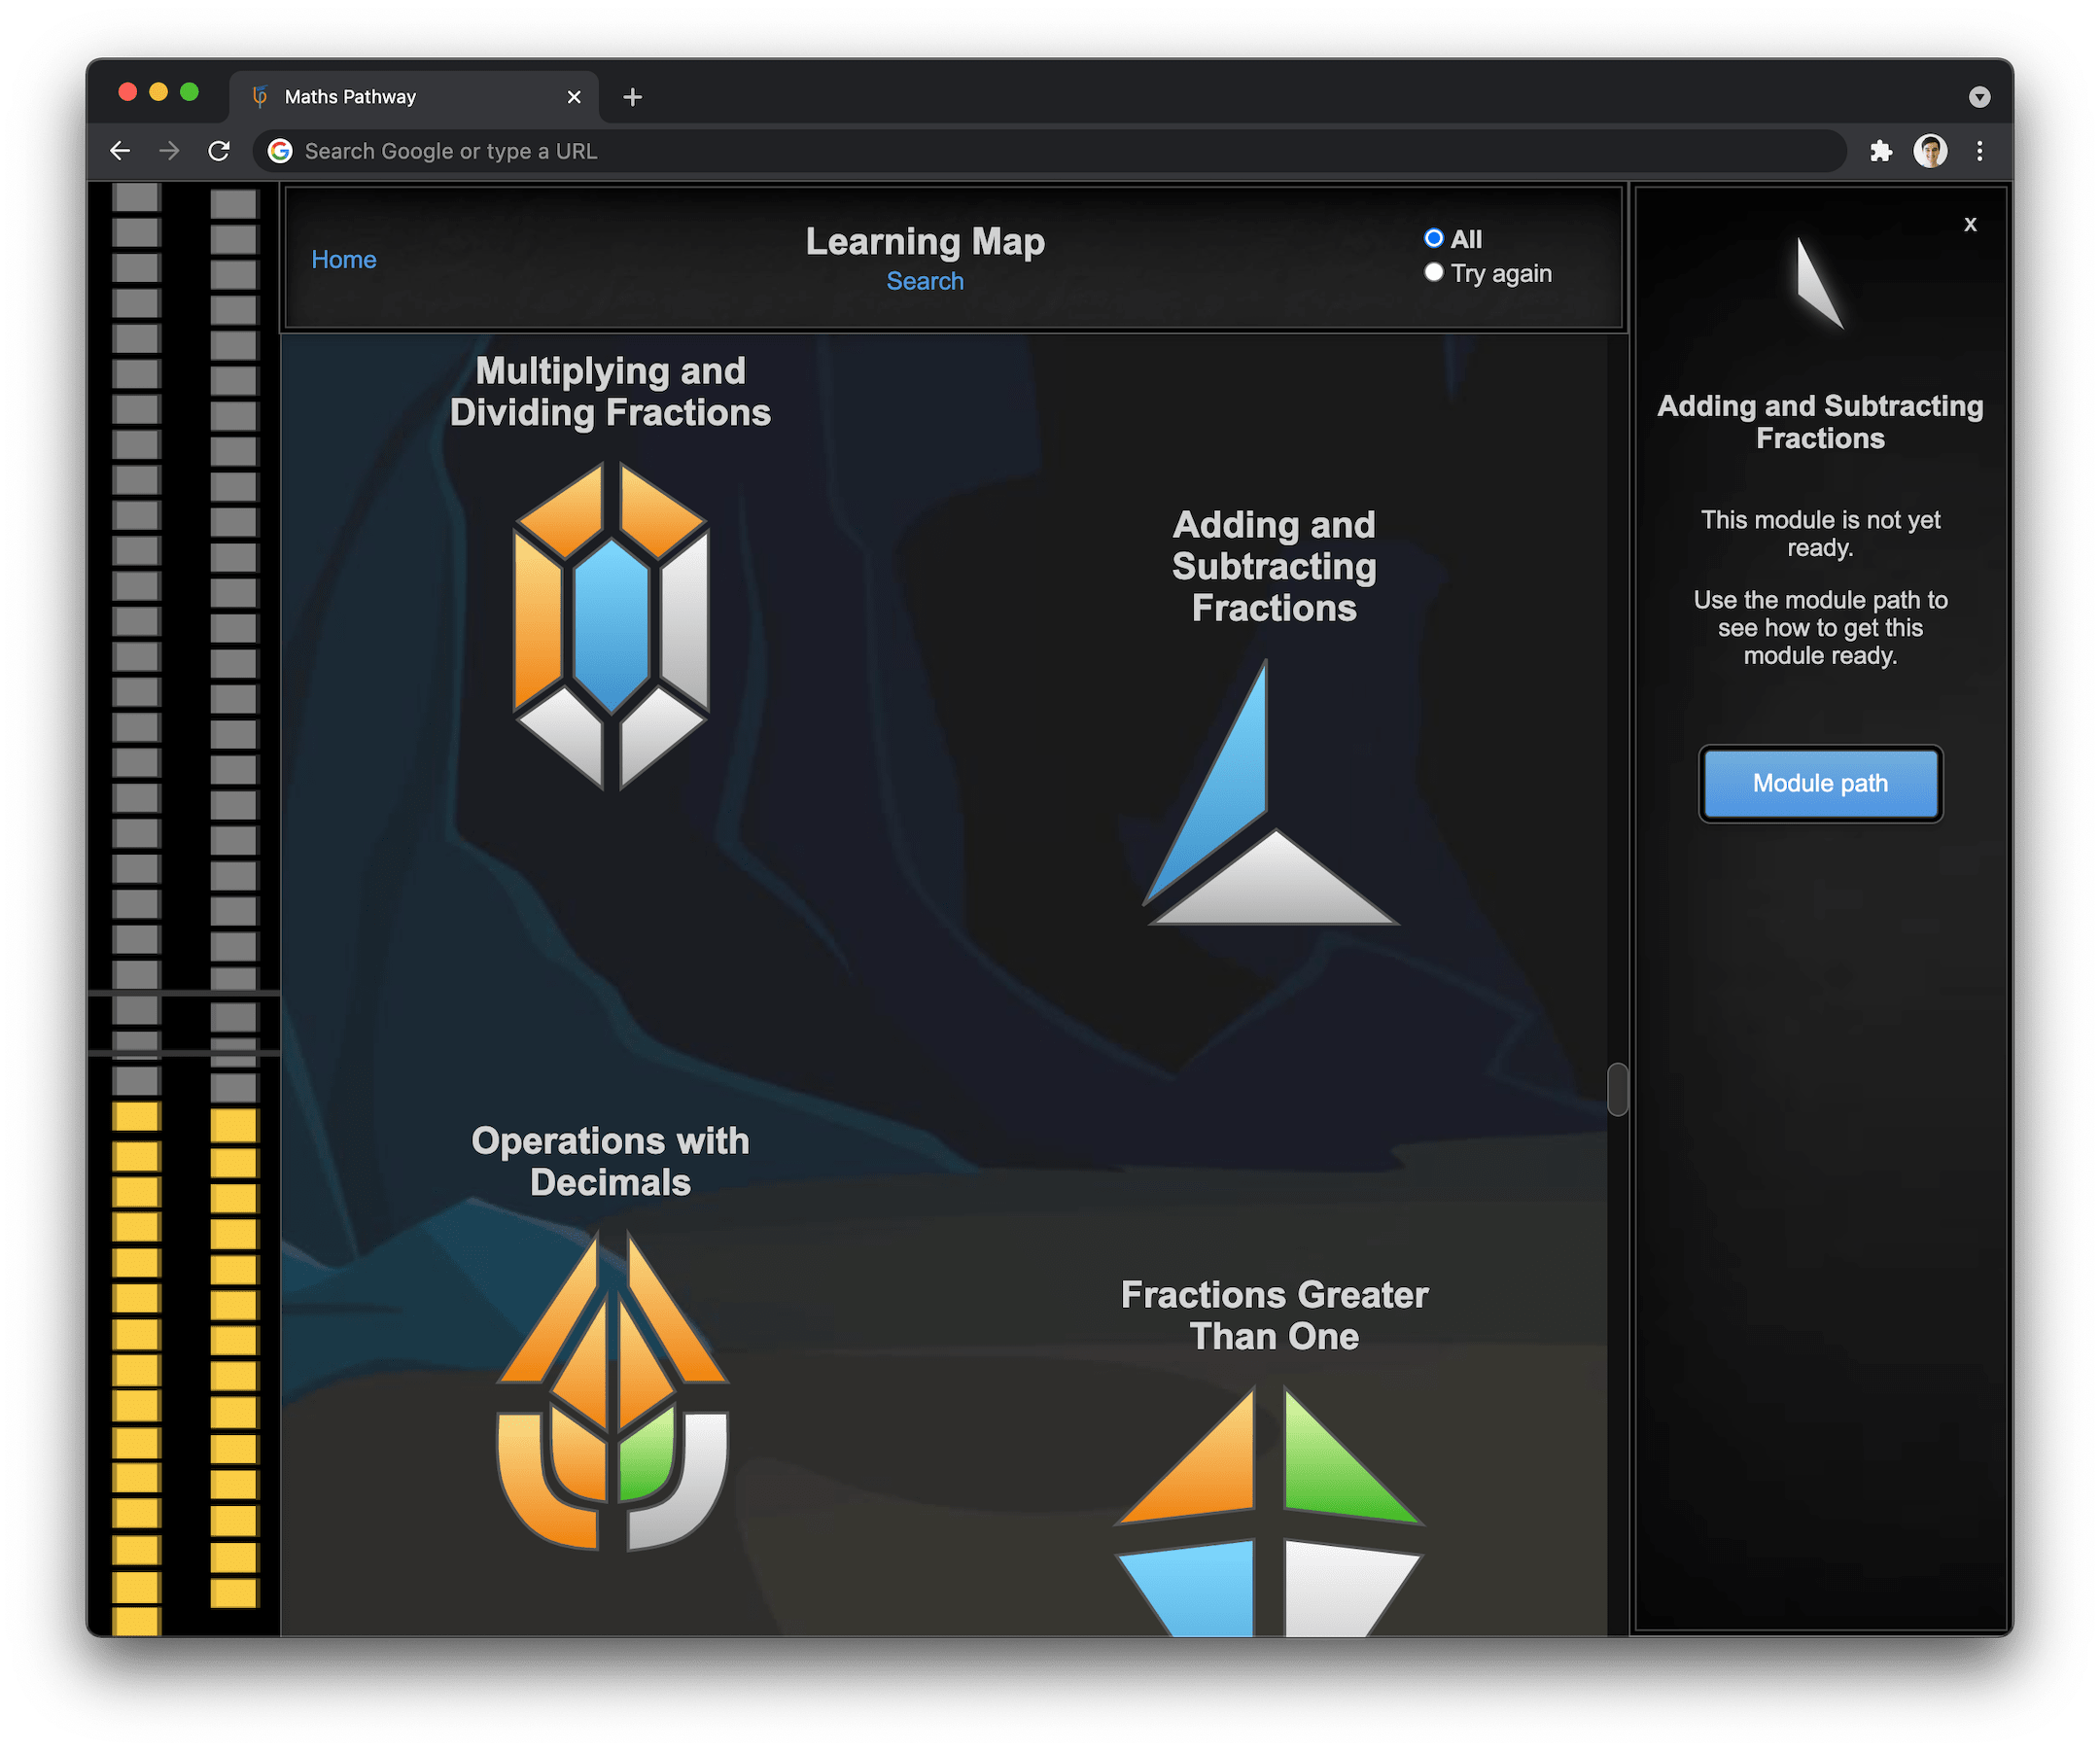 Maths Pathway
Search Google or type a URL
Home
Learning Map
Search
All
Try again
Multiplying and
Dividing Fractions
Adding and
Subtracting
Fractions
Operations with
Decimals
Fractions Greater
Than One
x
Adding and Subtracting
Fractions
This module is not yet
ready.
Use the module path to
see how to get this
module ready.
Module path